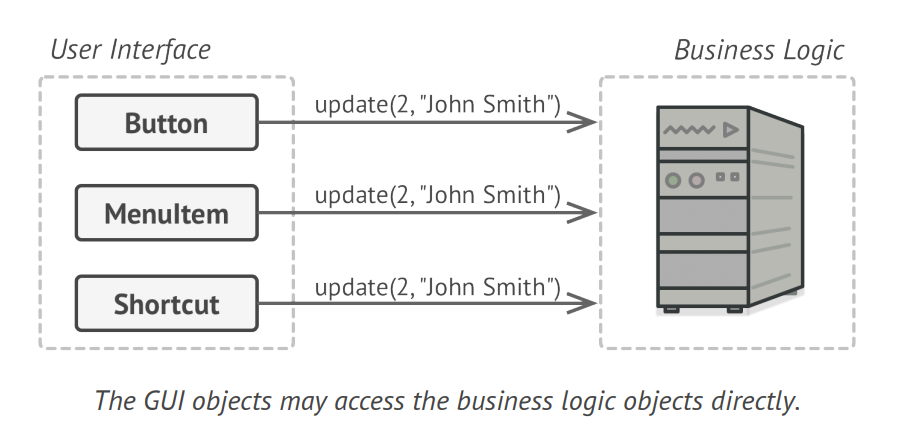 User Interface
Business Logic
Button
update(2, "John Smith")
MenuItem
update(2, "John Smith")
Shortcut
update(2, "John Smith")
The GUI objects may access the business logic objects directly.